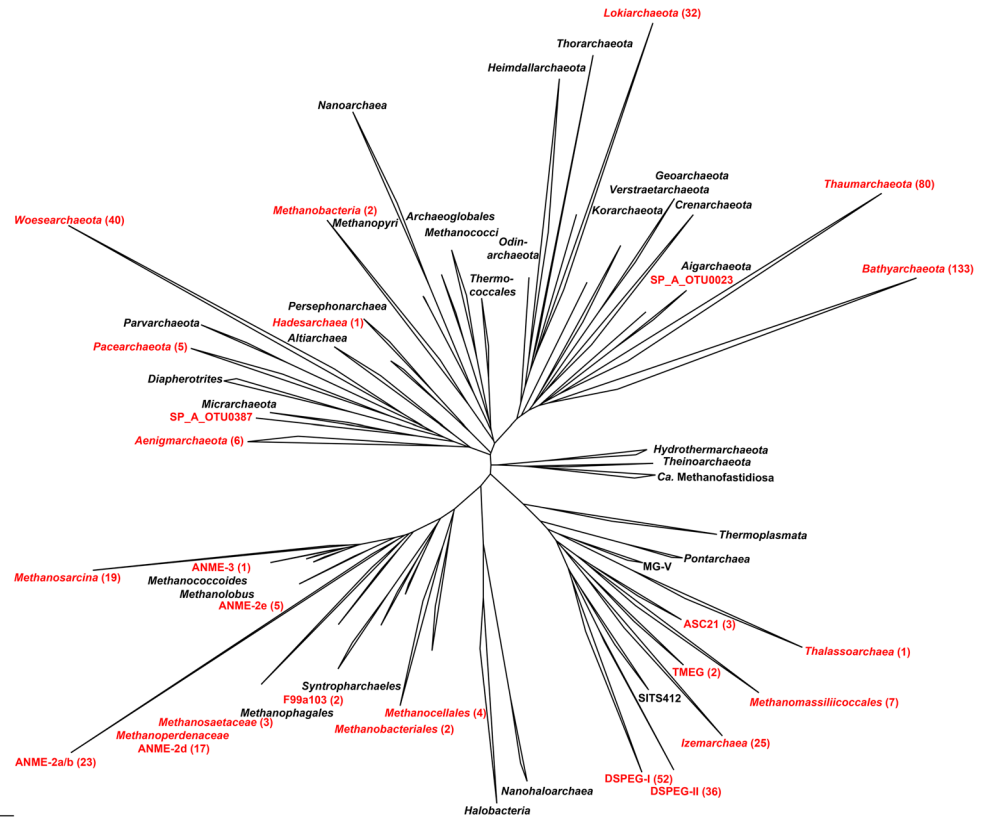 Lokiarchaeota (32)
Thorarchaeota
Heimdallarchaeota
Nanoarchaea
Geoarchaeota
Verstraetarchaeota
Thaumarchaeota (80)
Korarchaeota
Crenarchaeota
Woesearchaeota (40)
Methanobacteria (2)
Methanopyri
Archaeoglobales
Methanococci
Odin-
archaeota
Aigarchaeota
SP_A_OTU0023
Bathyarchaeota (133)
Thermo-
coccales
Persephonarchaea
Hadesarchaea (1)
Altiarchaea
Parvarchaeota
Pacearchaeota (5)
Diapherotrites
Micrarchaeota
SP_A_OTU0387
Aenigmarchaeota (6)
Hydrothermarchaeota
Theinoarchaeota
Ca. Methanofastidiosa
Thermoplasmata
Pontarchaea
MG-V
ANME-3 (1)
Methanosarcina (19)
Methanococcoides
Methanolobus
ANME-2e (5)
ASC21 (3)
Thalassoarchaea (1)
TMEG (2)
Syntropharchaeles
SITS412
Methanomassiliicoccales (7)
F99a103 (2)
Methanophagales
Methanocellales (4)
Methanosaetaceae (3)
Methanobacteriales (2)
Methanoperdenaceae
ANME-2d (17)
Izemarchaea (25)
ANME-2a/b (23)
DSPEG-I (52)
DSPEG-II (36)
Nanohaloarchaea
Halobacteria